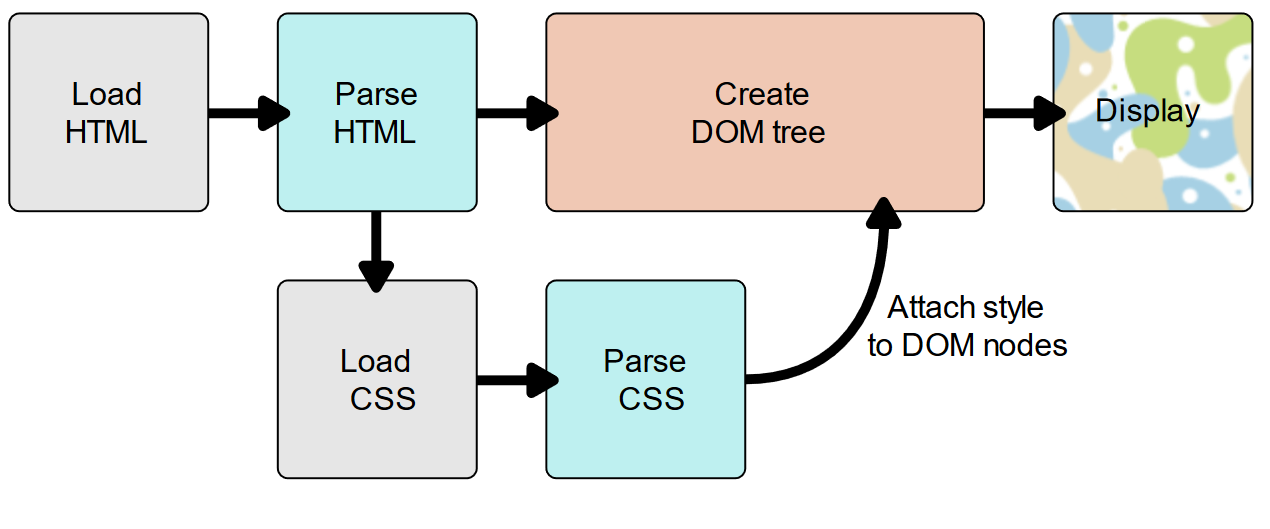 Load
HTML
Parse
HTML
Create
DOM tree
Display
Load
CSS
Parse
CSS
Attach style
to DOM nodes